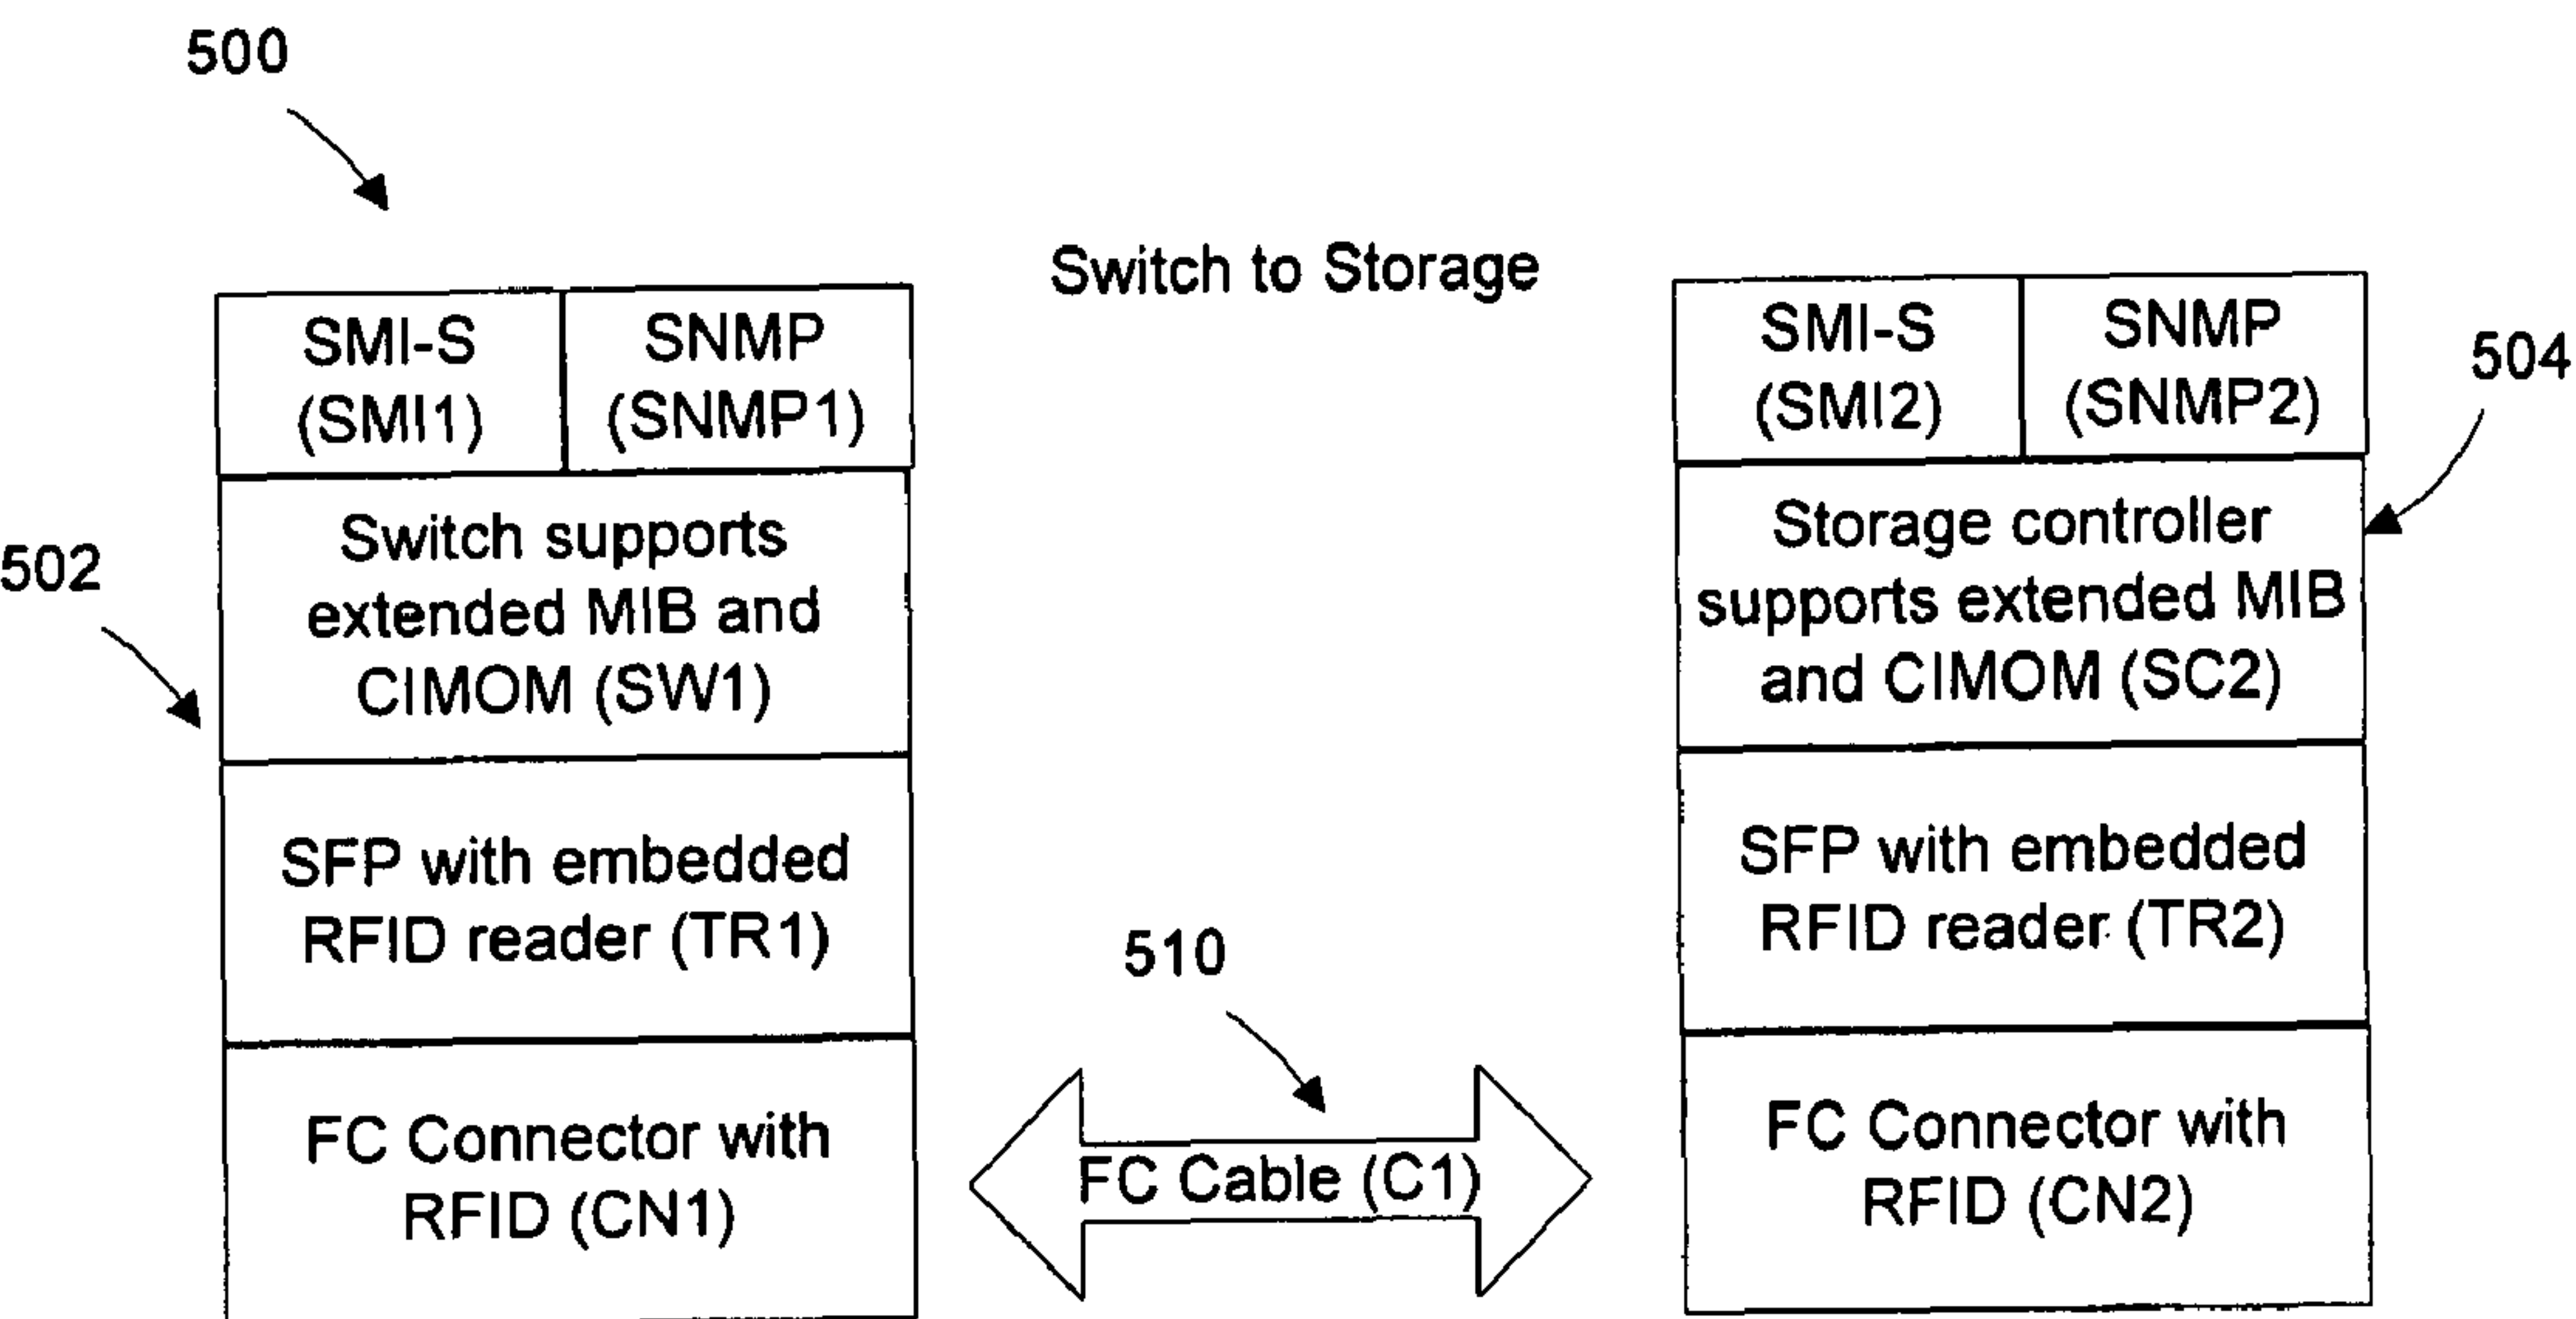 500
Switch to Storage
SMI-S
(SMI1)
SNMP
(SNMP1)
502
Switch supports
extended MIB and
CIMOM (SW1)
SFP with embedded
RFID reader (TR1)
FC Connector with
RFID (CN1)
510
FC Cable (C1)
SMI-S
(SMI2)
SNMP
(SNMP2)
504
Storage controller
supports extended MIB
and CIMOM (SC2)
SFP with embedded
RFID reader (TR2)
FC Connector with
RFID (CN2)